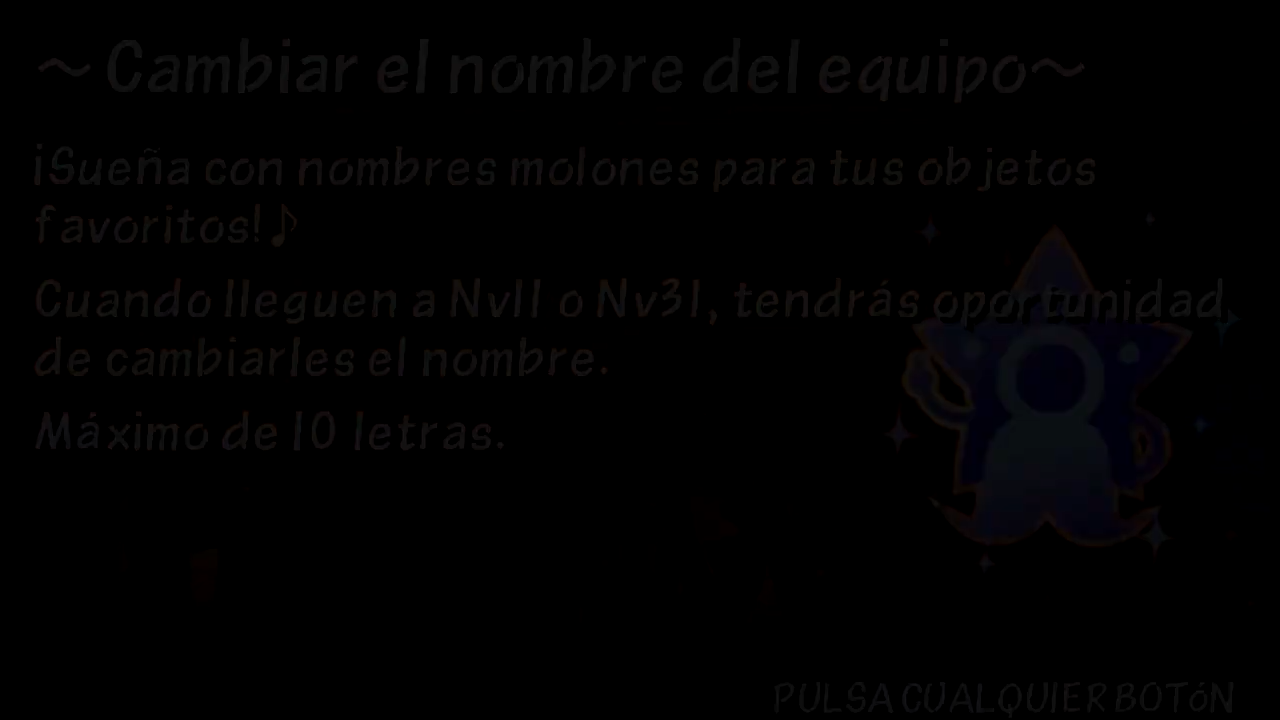 ～Cambiar el nombre del equipo～
¡Sueña con nombres molones para tus objetos
favoritos!♪
Cuando lleguen a Nv11 o Nv31, tendrás oportunidad
de cambiarles el nombre.
Máximo de 10 letras.
PULSA CUALQUIER BOTóN